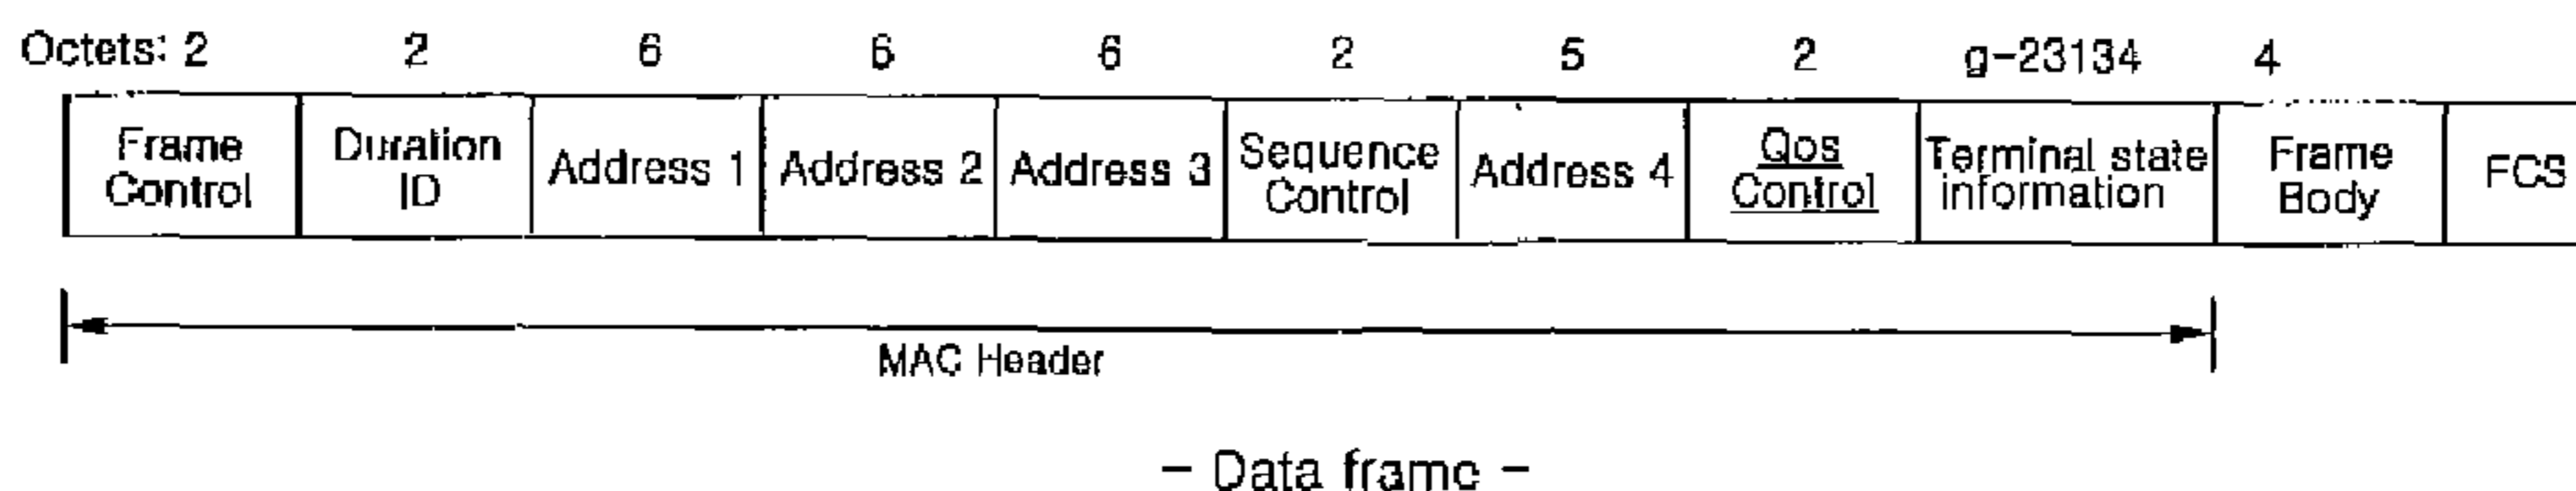 Octets: 2 2 6 6 6 2 5 2 g-23134 4
Frame Control
Duration ID
Address 1
Address 2
Address 3
Sequence Control
Address 4
Qos Control
Terminal state information
Frame Body
FCS
MAC Header
- Data frame -